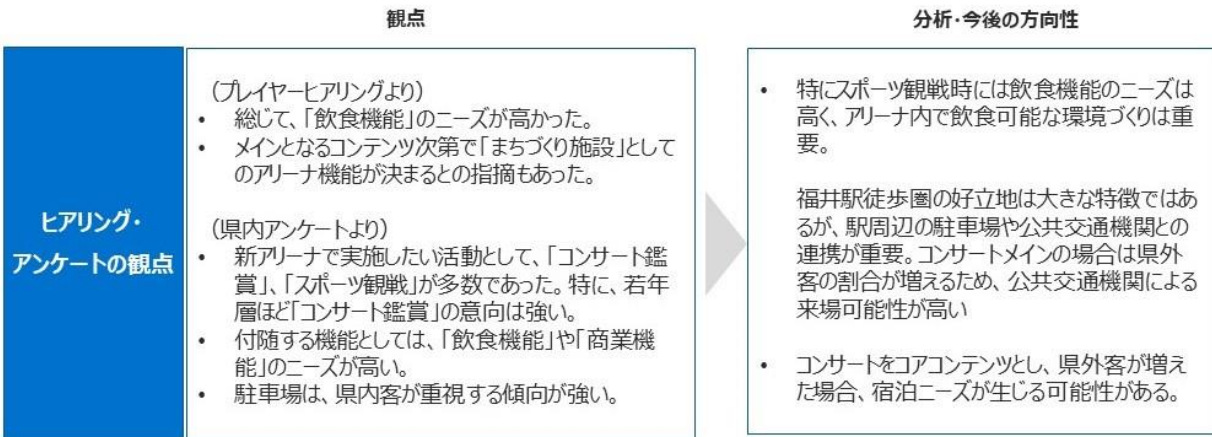 観点
分析・今後の方向性
ヒアリング・
アンケートの観点
(プレイヤーヒアリングより)
• 総じて、「飲食機能」のニーズが高かった。
• メインとなるコンテンツ次第で「まちづくり施設」として
のアリーナ機能が決まるとの指摘もあった。
(県内アンケートより)
• 新アリーナで実施したい活動として、「コンサート鑑
賞」、「スポーツ観戦」が多数であった。特に、若年
層ほど「コンサート鑑賞」の意向は強い。
• 付随する機能としては、「飲食機能」や「商業機
能」のニーズが高い。
• 駐車場は、県内客が重視する傾向が強い。
• 特にスポーツ観戦時には飲食機能のニーズは
高く、アリーナ内で飲食可能な環境づくりは重
要。
福井駅徒歩圏の好立地は大きな特徴ではあ
るが、駅周辺の駐車場や公共交通機関との
連携が重要。コンサートメインの場合は県外
客の割合が増えるため、公共交通機関による
来場可能性が高い
• コンサートをコアコンテンツとし、県外客が増え
た場合、宿泊ニーズが生じる可能性がある。